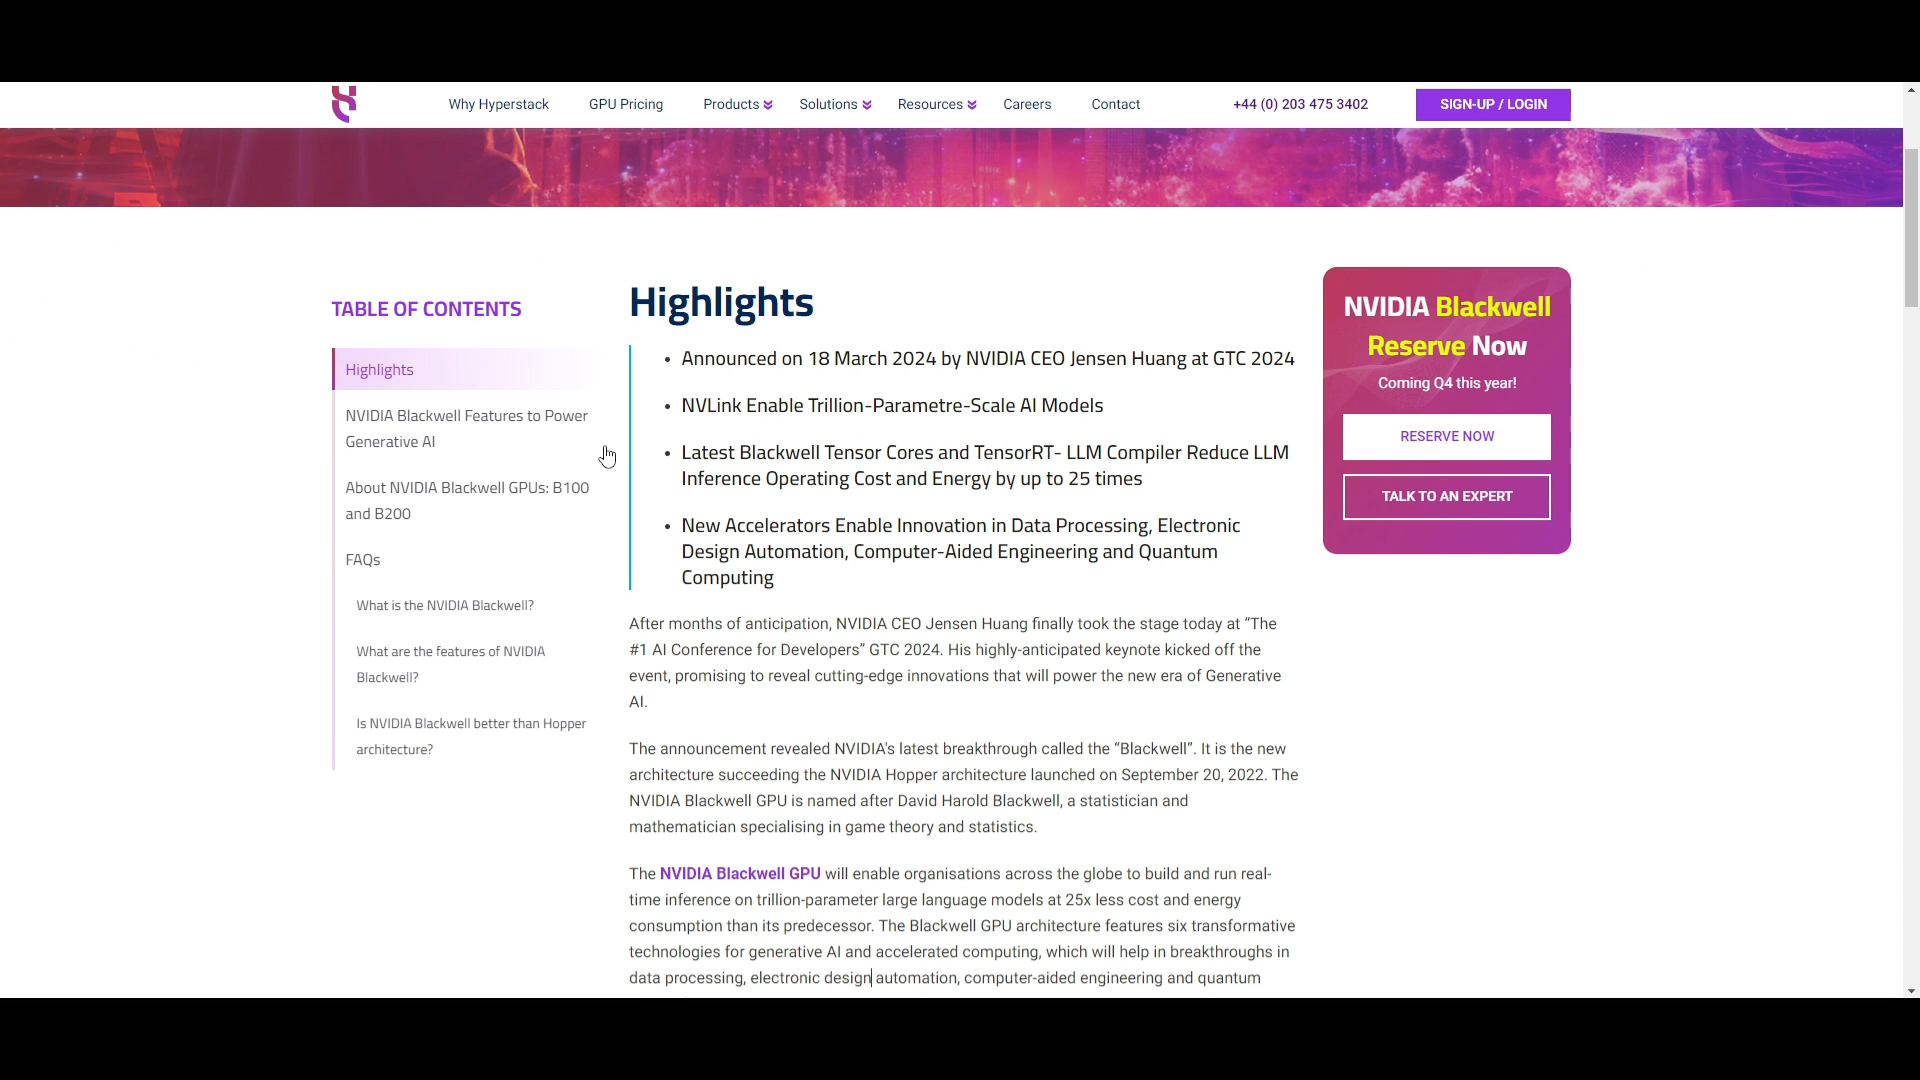 Why Hyperstack GPU Pricing Products Solutions Resources Careers Contact +44 (0) 203 475 3402 SIGN-UP / LOGIN
TABLE OF CONTENTS
Highlights
NVIDIA Blackwell Features to Power
Generative AI
About NVIDIA Blackwell GPUs: B100
and B200
FAQs
What is the NVIDIA Blackwell?
What are the features of NVIDIA
Blackwell?
Is NVIDIA Blackwell better than Hopper
architecture?
Highlights
• Announced on 18 March 2024 by NVIDIA CEO Jensen Huang at GTC 2024
• NVLink Enable Trillion-Parametre-Scale AI Models
• Latest Blackwell Tensor Cores and TensorRT- LLM Compiler Reduce LLM
Inference Operating Cost and Energy by up to 25 times
• New Accelerators Enable Innovation in Data Processing, Electronic
Design Automation, Computer-Aided Engineering and Quantum
Computing
After months of anticipation, NVIDIA CEO Jensen Huang finally took the stage today at “The
#1 AI Conference for Developers” GTC 2024. His highly-anticipated keynote kicked off the
event, promising to reveal cutting-edge innovations that will power the new era of Generative
AI.
The announcement revealed NVIDIA's latest breakthrough called the “Blackwell”. It is the new
architecture succeeding the NVIDIA Hopper architecture launched on September 20, 2022. The
NVIDIA Blackwell GPU is named after David Harold Blackwell, a statistician and
mathematician specialising in game theory and statistics.
The NVIDIA Blackwell GPU will enable organisations across the globe to build and run real-
time inference on trillion-parameter large language models at 25x less cost and energy
consumption than its predecessor. The Blackwell GPU architecture features six transformative
technologies for generative AI and accelerated computing, which will help in breakthroughs in
data processing, electronic design automation, computer-aided engineering and quantum
NVIDIA Blackwell
Reserve Now
Coming Q4 this year!
RESERVE NOW
TALK TO AN EXPERT